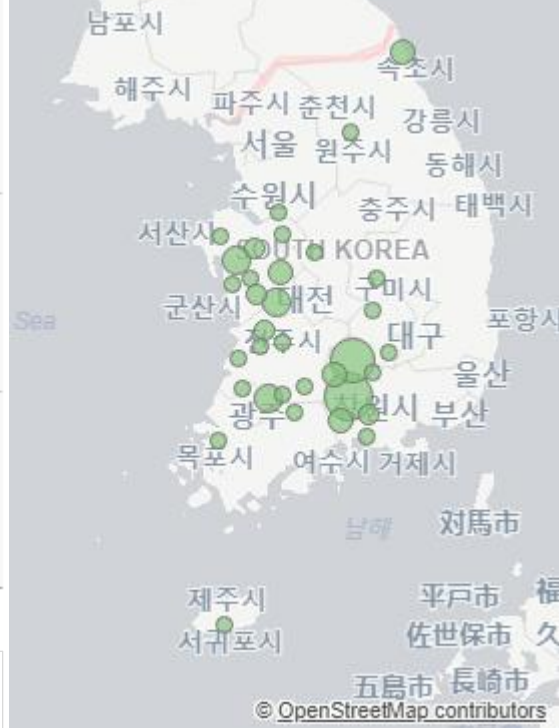 남포시
속초시
해주시
파주시 춘천시
강릉시
서울 원주시
동해시
수원시
충주시 태백시
서산시
SOUTH KOREA
구미시
군산시 대전
Sea
포항시
전주시 대구
울산
광주 창원시 부산
목포시 여수시 거제시
남해
対馬市
제주시
平戸市
福
佐世保市 久
서귀포시
五島市 長崎市
© OpenStreetMap contributors